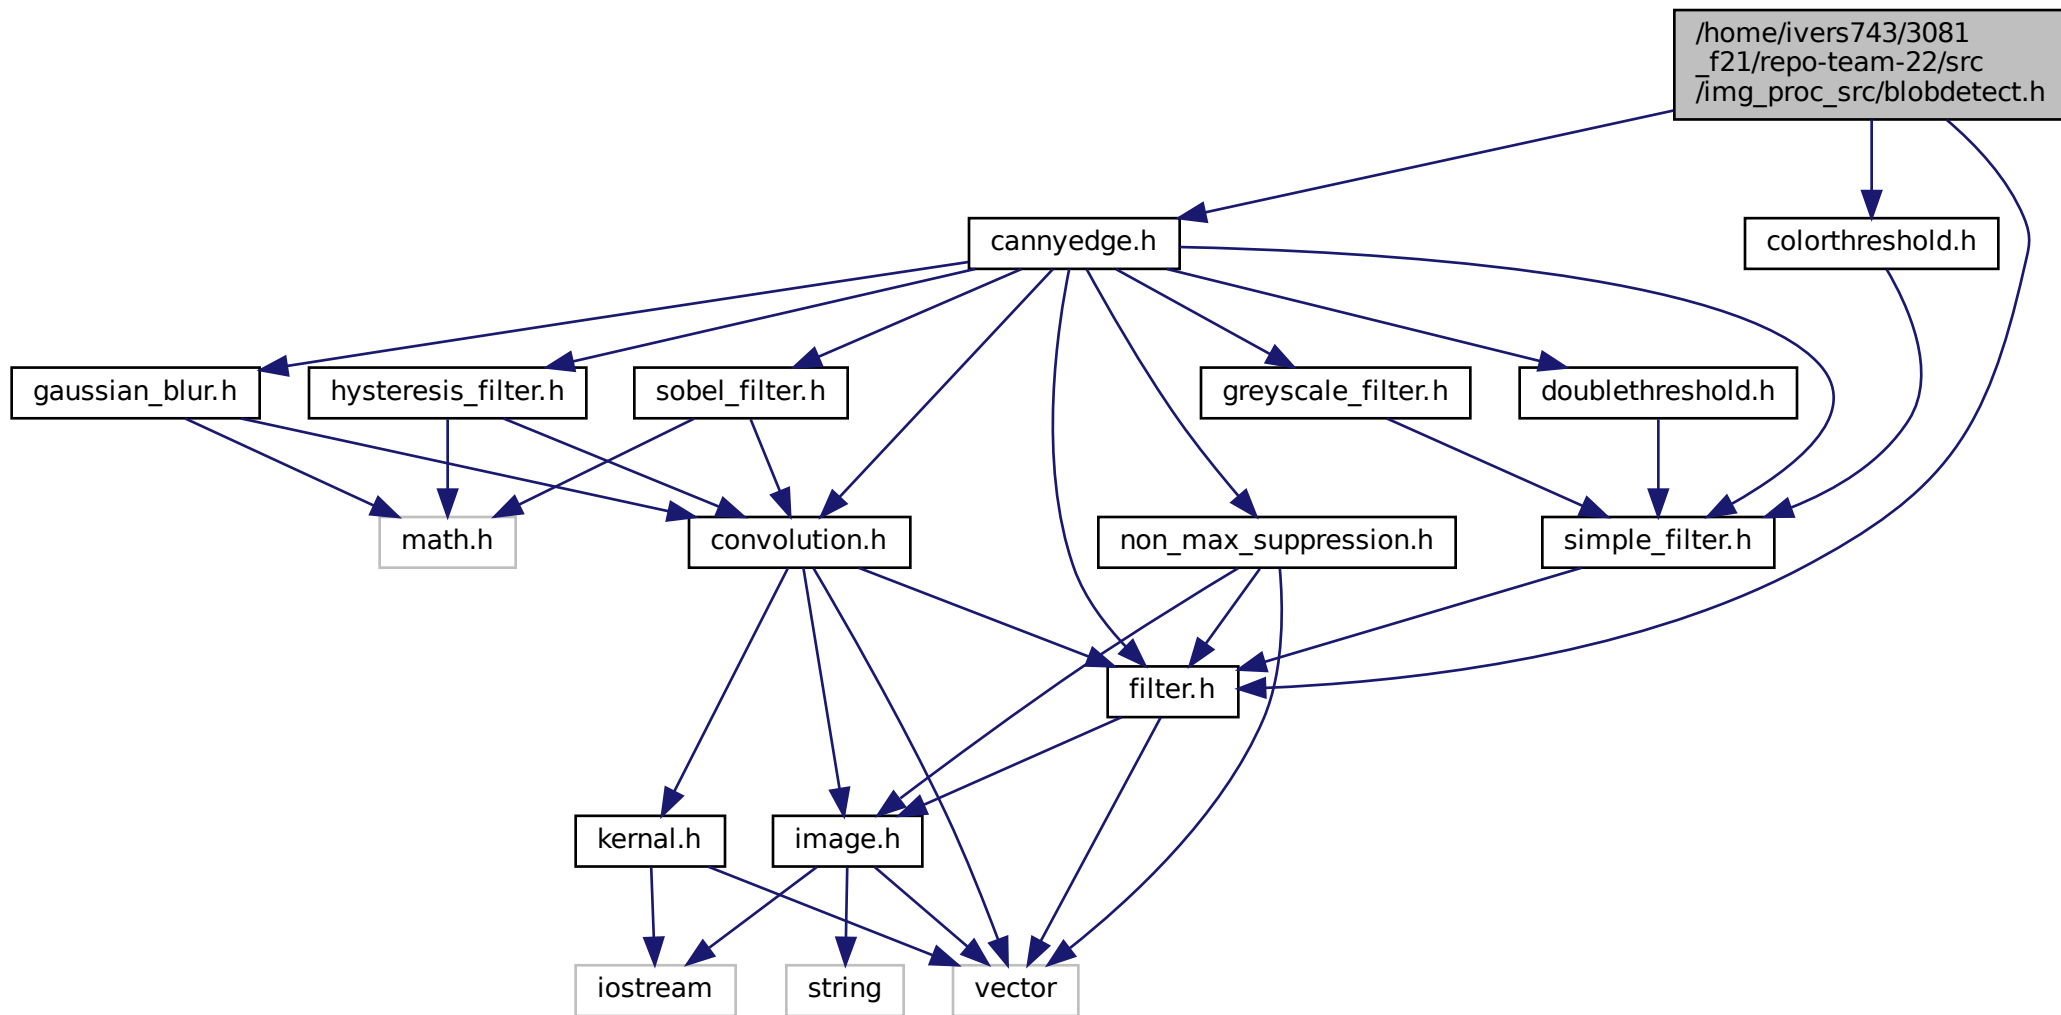 /home/ivers743/3081
_f21/repo-team-22/src
/img_proc_src/blobdetect.h
cannyedge.h
colorthreshold.h
gaussian_blur.h
hysteresis_filter.h
sobel_filter.h
greyscale_filter.h
doublethreshold.h
math.h
convolution.h
non_max_suppression.h
simple_filter.h
filter.h
kernal.h
image.h
iostream
string
vector